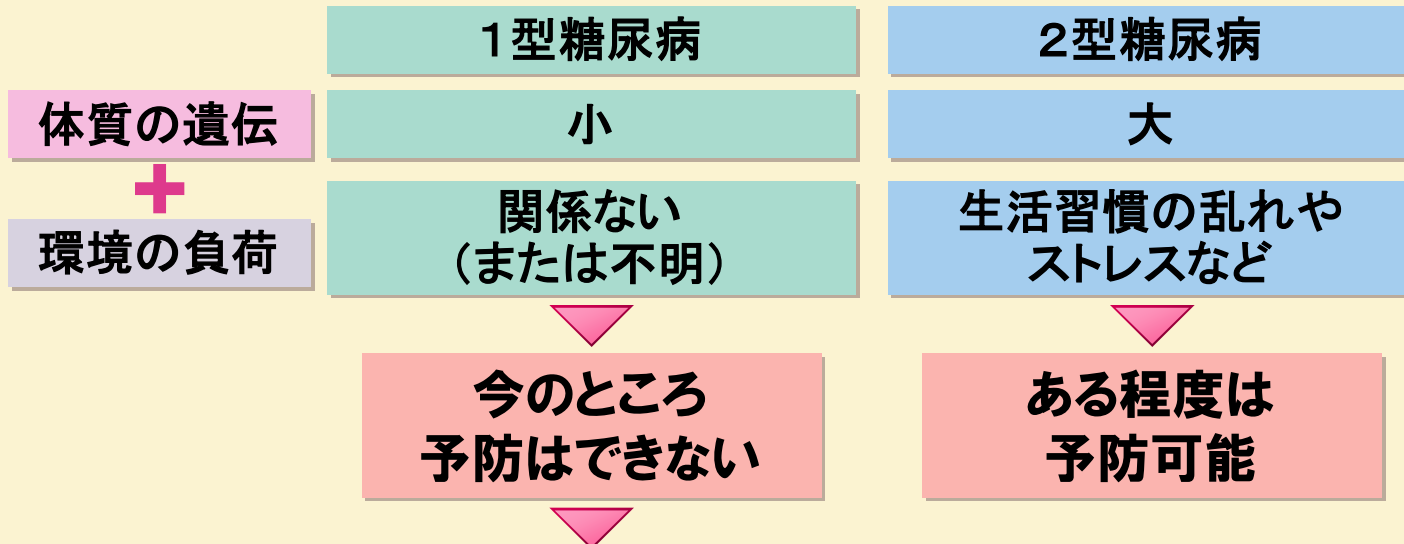 1型糖尿病
2型糖尿病
体質の遺伝
小
大
環境の負荷
関係ない
（または不明）
生活習慣の乱れや
ストレスなど
今のところ
予防はできない
ある程度は
予防可能